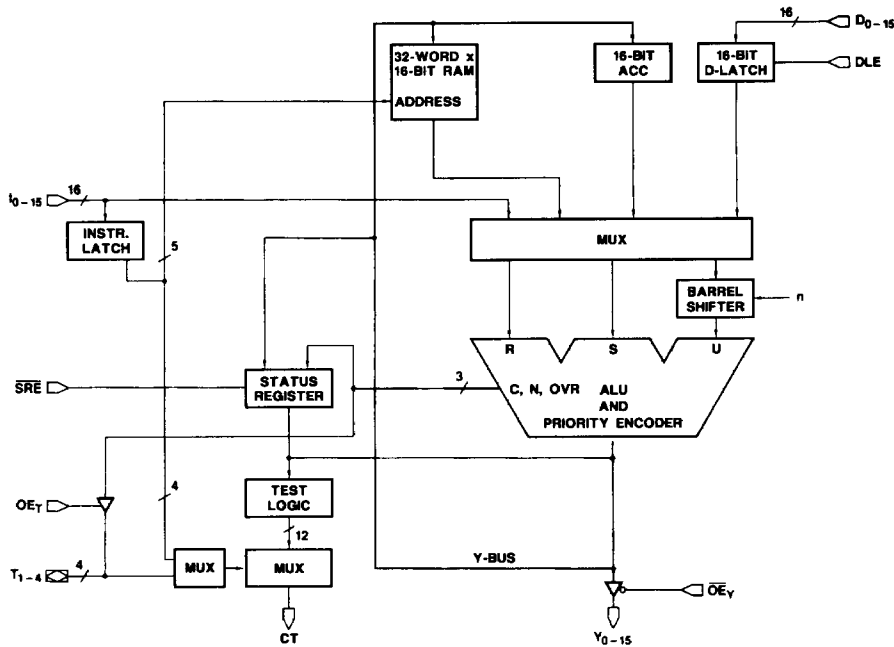 16
D0–15
32-WORD x
16-BIT RAM
ADDRESS
16-BIT
ACC
16-BIT
D-LATCH
DLE
I0–15
16
INSTR.
LATCH
5
MUX
BARREL
SHIFTER
n
R
S
U
SRE
STATUS
REGISTER
3
C, N, OVR
ALU
AND
PRIORITY ENCODER
OET
4
TEST
LOGIC
12
T1–4
4
MUX
MUX
Y-BUS
OEY
CT
Y0–15